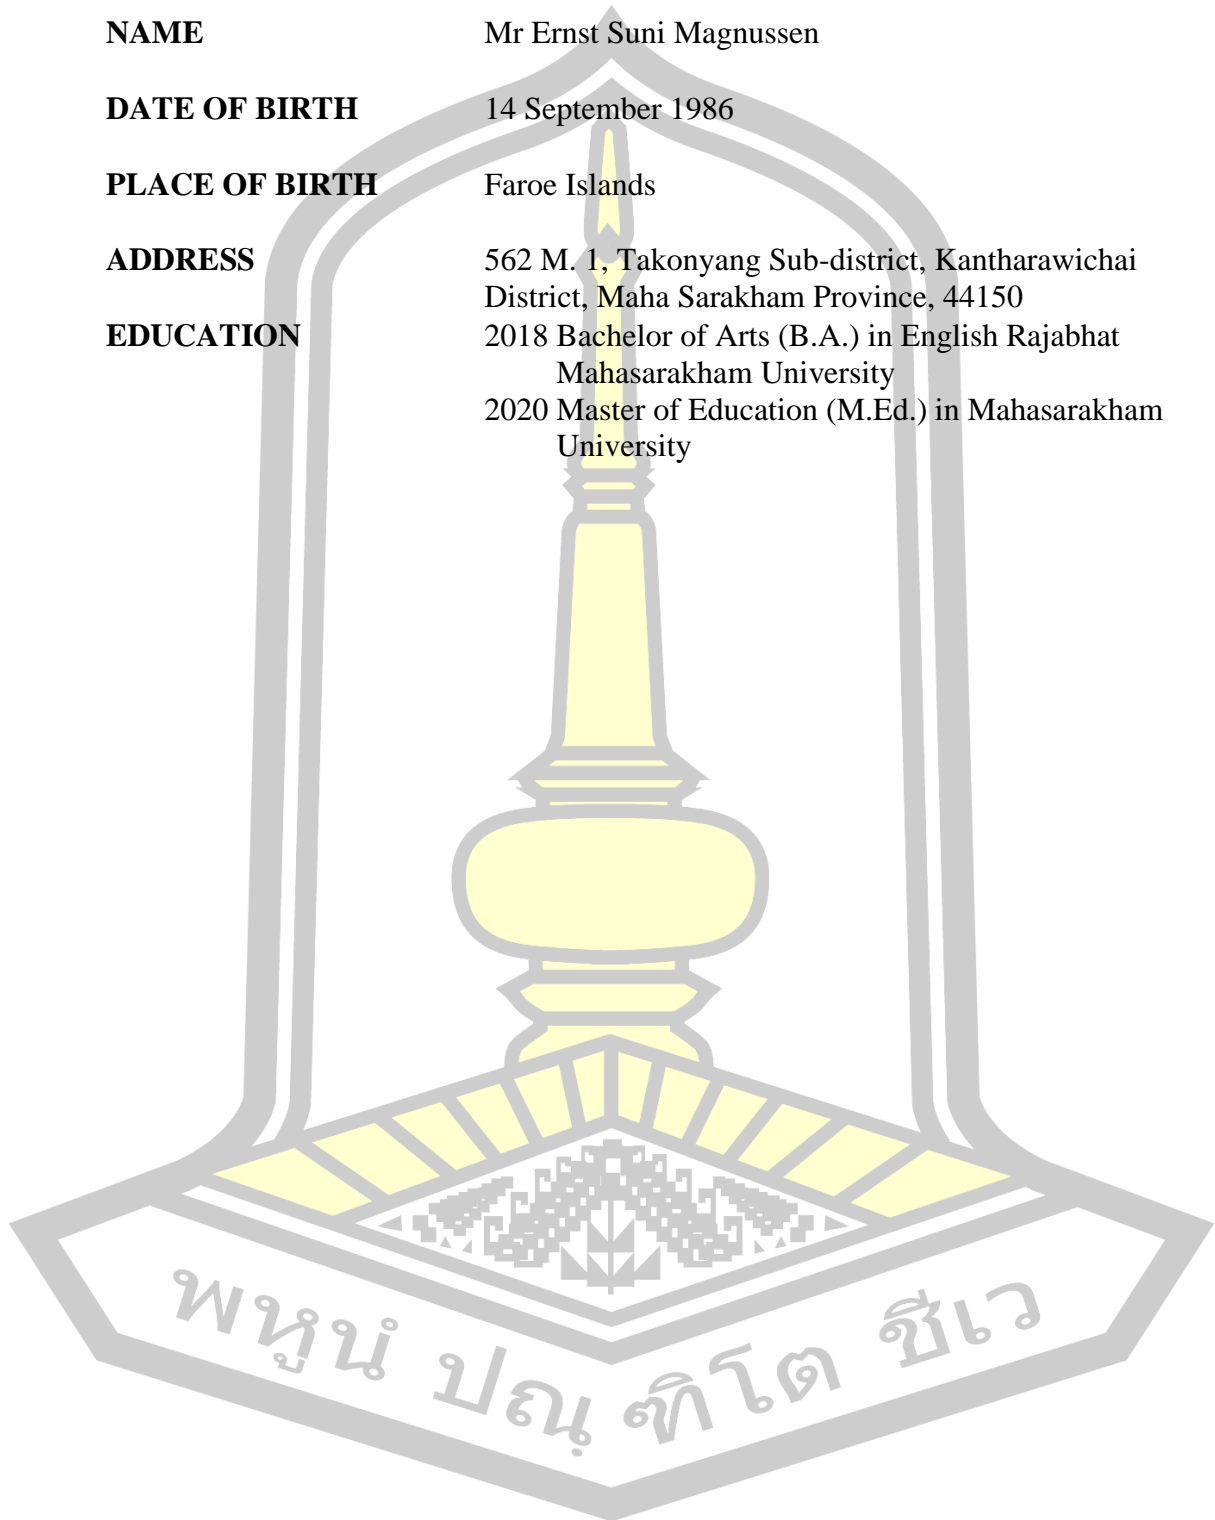 NAME Mr Ernst Suni Magnussen
DATE OF BIRTH 14 September 1986
PLACE OF BIRTH Faroe Islands
ADDRESS 562 M. 1, Takonyang Sub-district, Kantharawichai
District, Maha Sarakham Province, 44150
EDUCATION 2018 Bachelor of Arts (B.A.) in English Rajabhat
Mahasarakham University
2020 Master of Education (M.Ed.) in Mahasarakham
University
พหูนํ ปณฺ ฑิโต ชีเว